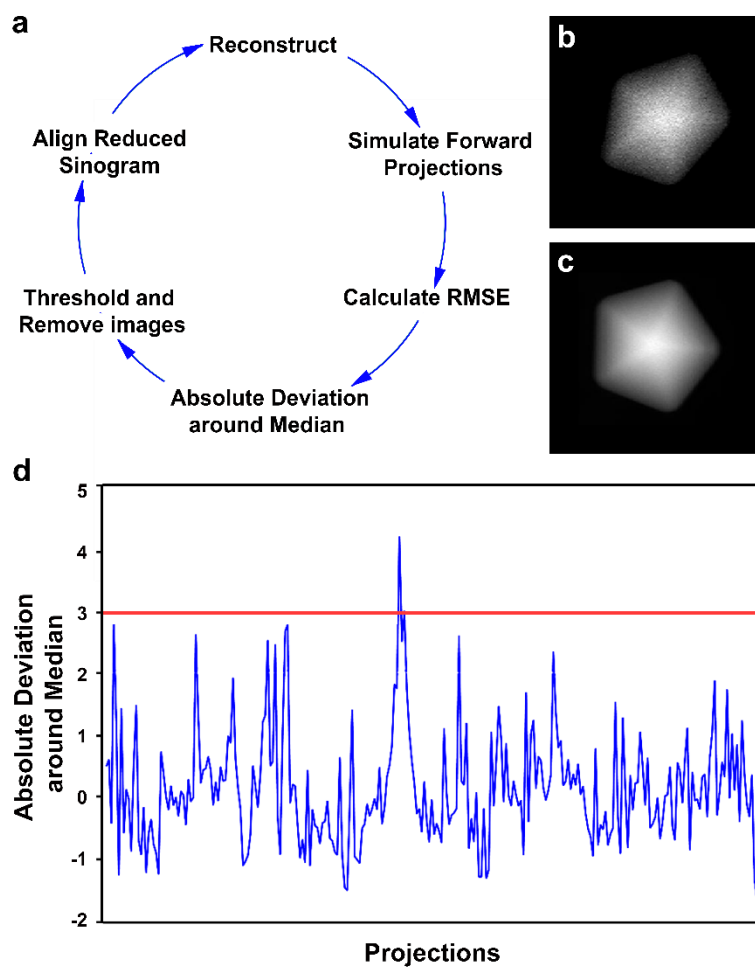 a
Reconstruct
Simulate Forward
Projections
Calculate RMSE
Absolute Deviation
around Median
Threshold and
Remove images
Align Reduced
Sinogram
b
c
d
Absolute Deviation
around Median
5
4
3
2
1
0
-1
-2
Projections